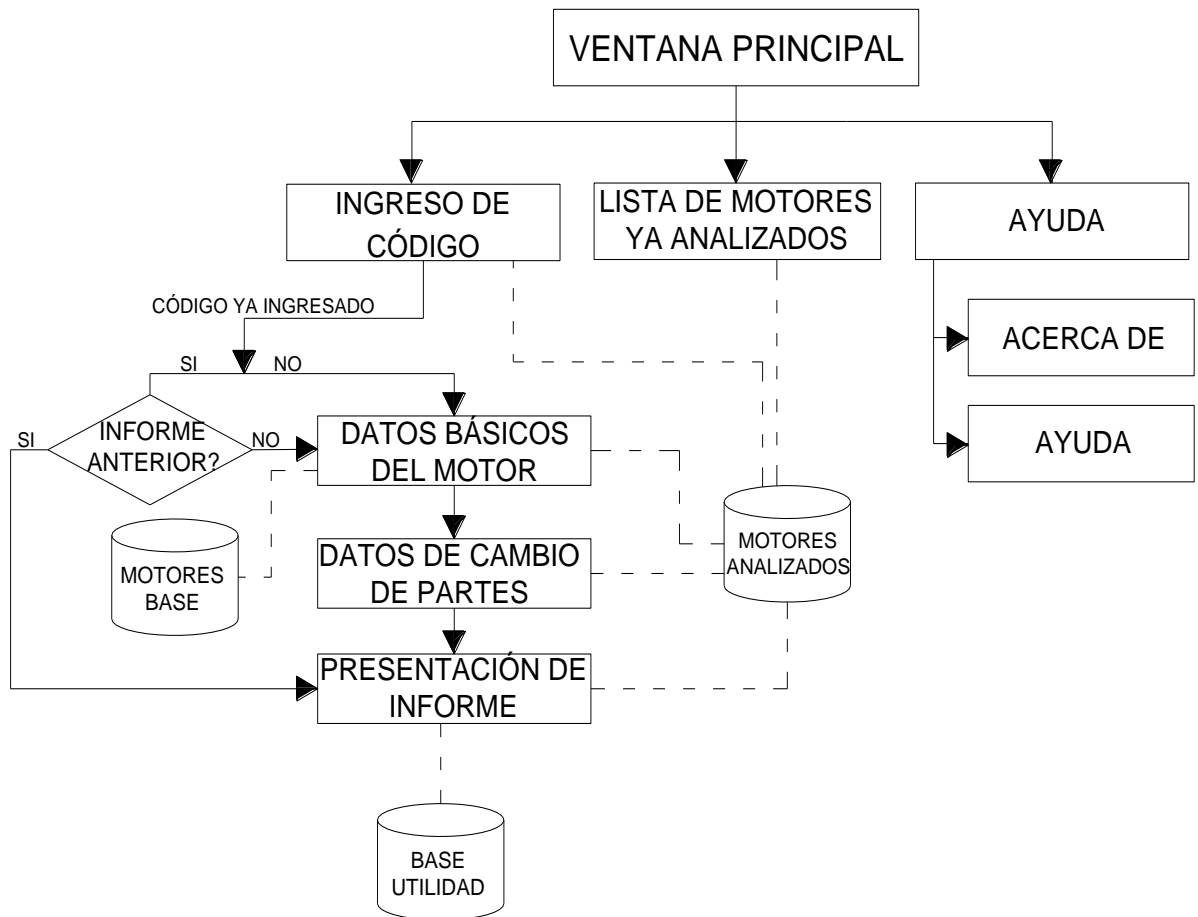 VENTANA PRINCIPAL
INGRESO DE
CÓDIGO
LISTA DE MOTORES
YA ANALIZADOS
AYUDA
CÓDIGO YA INGRESADO
ACERCA DE
SI
NO
INFORME
ANTERIOR?
SI
NO
DATOS BÁSICOS
DEL MOTOR
AYUDA
MOTORES
BASE
DATOS DE CAMBIO
DE PARTES
MOTORES
ANALIZADOS
PRESENTACIÓN DE
INFORME
BASE
UTILIDAD